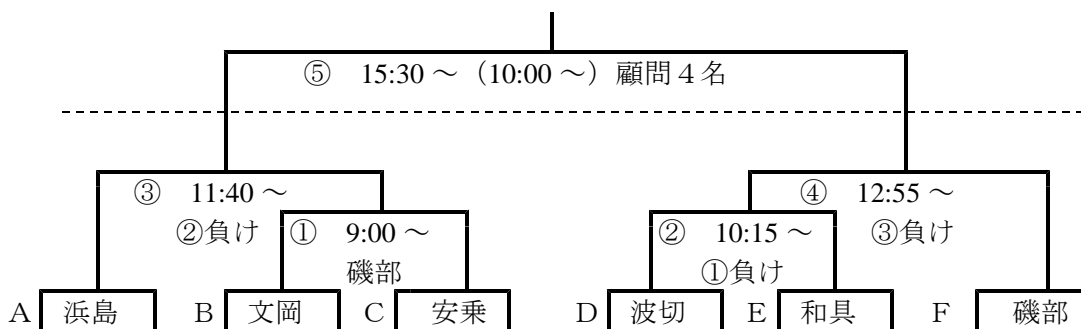 ⑤ 15:30 ～（10:00 ～）顧問４名
③ 11:40 ～
④ 12:55 ～
②負け
① 9:00 ～
② 10:15 ～
③負け
磯部
①負け
A 浜島 B 文岡 C 安乗 D 波切 E 和具 F 磯部